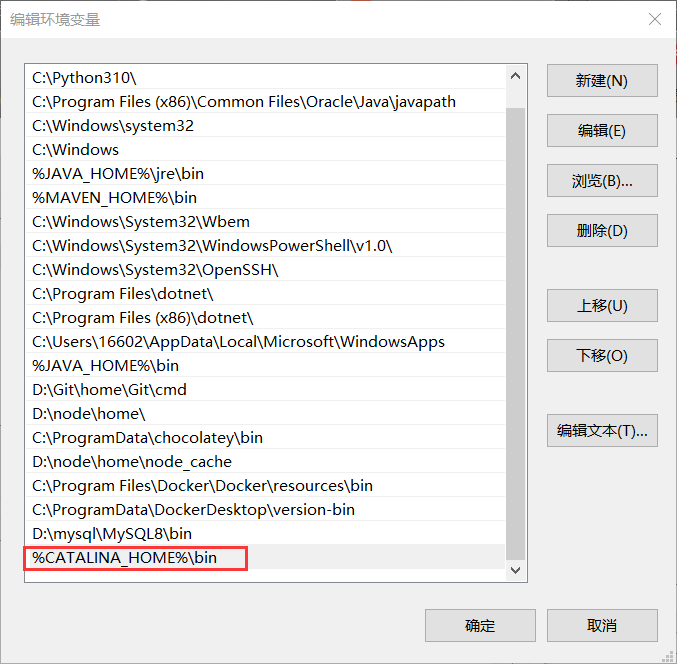 编辑环境变量
C:\Python310\
C:\Program Files (x86)\Common Files\Oracle\Java\javapath
C:\Windows\system32
C:\Windows
%JAVA_HOME%\jre\bin
%MAVEN_HOME%\bin
C:\Windows\System32\Wbem
C:\Windows\System32\WindowsPowerShell\v1.0\
C:\Windows\System32\OpenSSH\
C:\Program Files\dotnet\
C:\Program Files (x86)\dotnet\
C:\Users\16602\AppData\Local\Microsoft\WindowsApps
%JAVA_HOME%\bin
D:\Git\home\Git\cmd
D:\node\home\
C:\ProgramData\chocolatey\bin
D:\node\home\node_cache
C:\Program Files\Docker\Docker\resources\bin
C:\ProgramData\DockerDesktop\version-bin
D:\mysql\MySQL8\bin
%CATALINA_HOME%\bin
新建(N)
编辑(E)
浏览(B)...
删除(D)
上移(U)
下移(O)
编辑文本(T)...
确定
取消